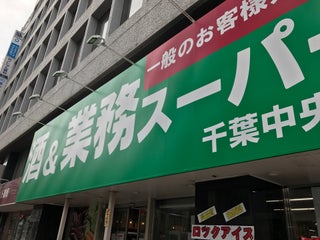 一般のお客様
酒&業務スーパー
千葉中央
ロッテアイス